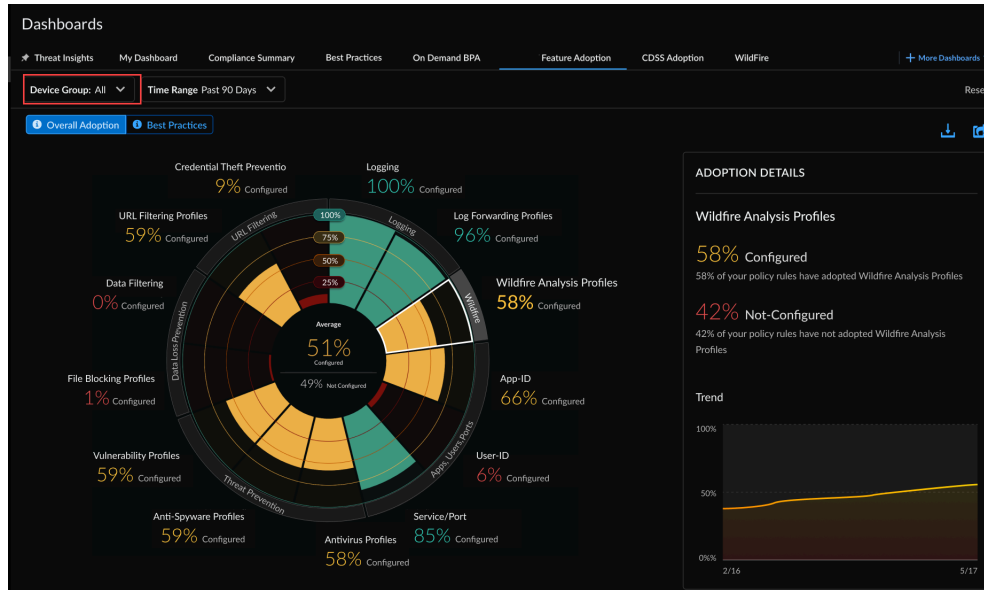 Dashboards
Threat Insights
My Dashboard
Compliance Summary
Best Practices
On Demand BPA
Feature Adoption
CDSS Adoption
WildFire
More Dashboards
Device Group: All
Time Range Past 90 Days
Rese
Overall Adoption
Best Practices
Credential Theft Preventio
9% Configured
Logging
100% Configured
URL Filtering Profiles
59% Configured
Log Forwarding Profiles
96% Configured
Data Filtering
0% Configured
Wildfire Analysis Profiles
58% Configured
File Blocking Profiles
1% Configured
App-ID
66% Configured
Vulnerability Profiles
59% Configured
User-ID
6% Configured
Anti-Spyware Profiles
59% Configured
Antivirus Profiles
58% Configured
Service/Port
85% Configured
URL Filtering
Logging
Wildfire
Apps, Users, Ports
Threat Prevention
Data Loss Prevention
100%
75%
50%
25%
Average
51%
Configured
49% Not Configured
ADOPTION DETAILS
Wildfire Analysis Profiles
58% Configured
58% of your policy rules have adopted Wildfire Analysis Profiles
42% Not-Configured
42% of your policy rules have not adopted Wildfire Analysis
Profiles
Trend
100%
50%
0%%
2/16
5/17